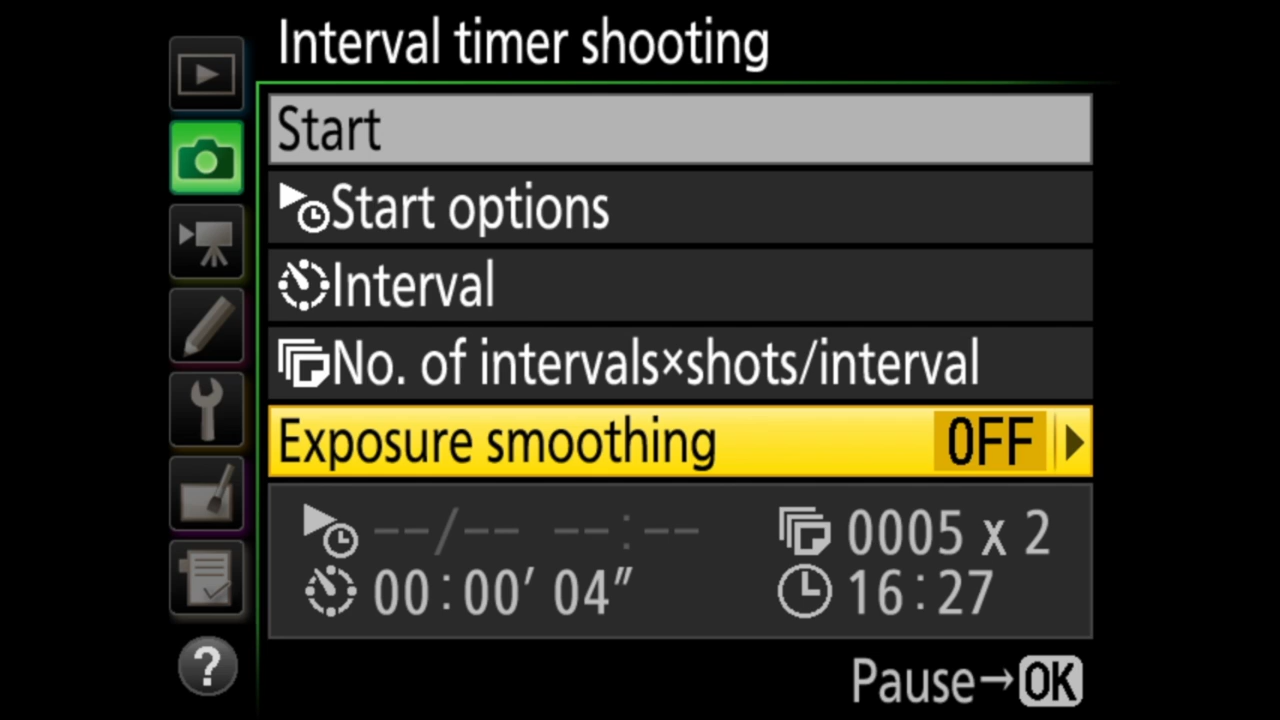 Interval timer shooting
Start
Start options
Interval
No. of intervals×shots/interval
Exposure smoothing OFF
--/-- --:-- 0005 x 2
00:00′ 04″ 16:27
? Pause→OK